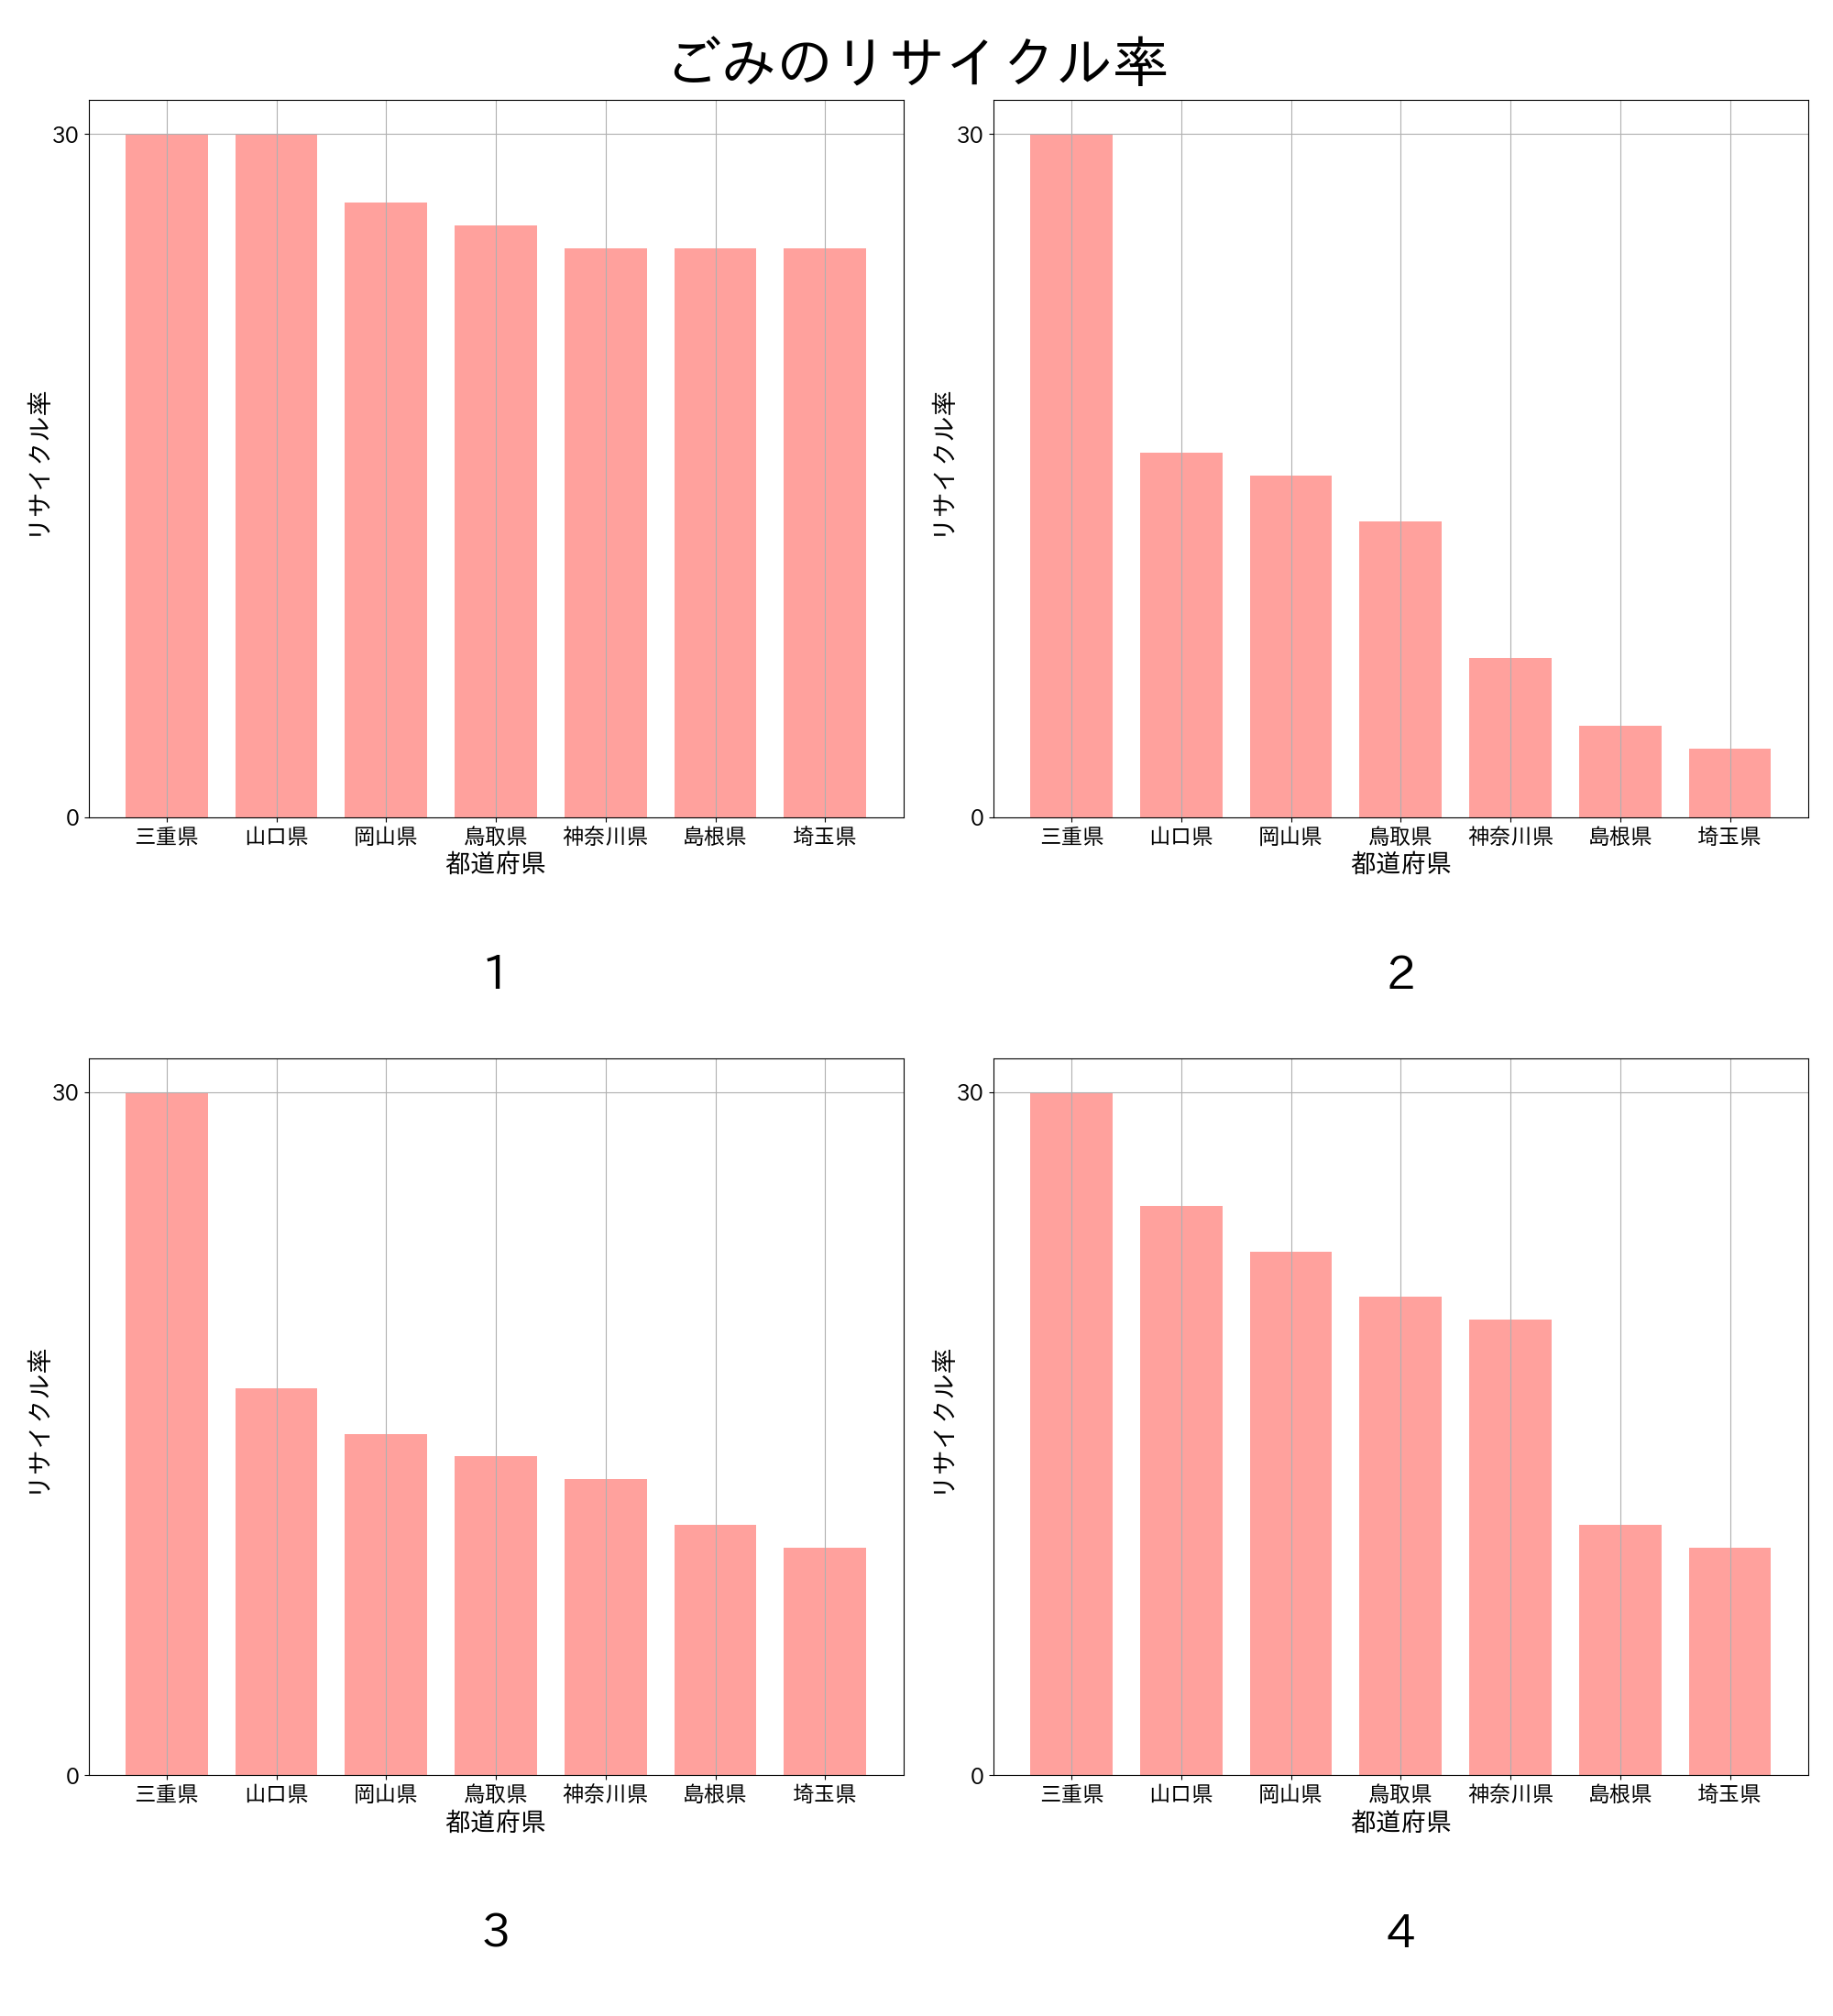 ごみのリサイクル率
30
0
リサイクル率
三重県 山口県 岡山県 鳥取県 神奈川県 島根県 埼玉県
都道府県
1
30
0
リサイクル率
三重県 山口県 岡山県 鳥取県 神奈川県 島根県 埼玉県
都道府県
2
30
0
リサイクル率
三重県 山口県 岡山県 鳥取県 神奈川県 島根県 埼玉県
都道府県
3
30
0
リサイクル率
三重県 山口県 岡山県 鳥取県 神奈川県 島根県 埼玉県
都道府県
4